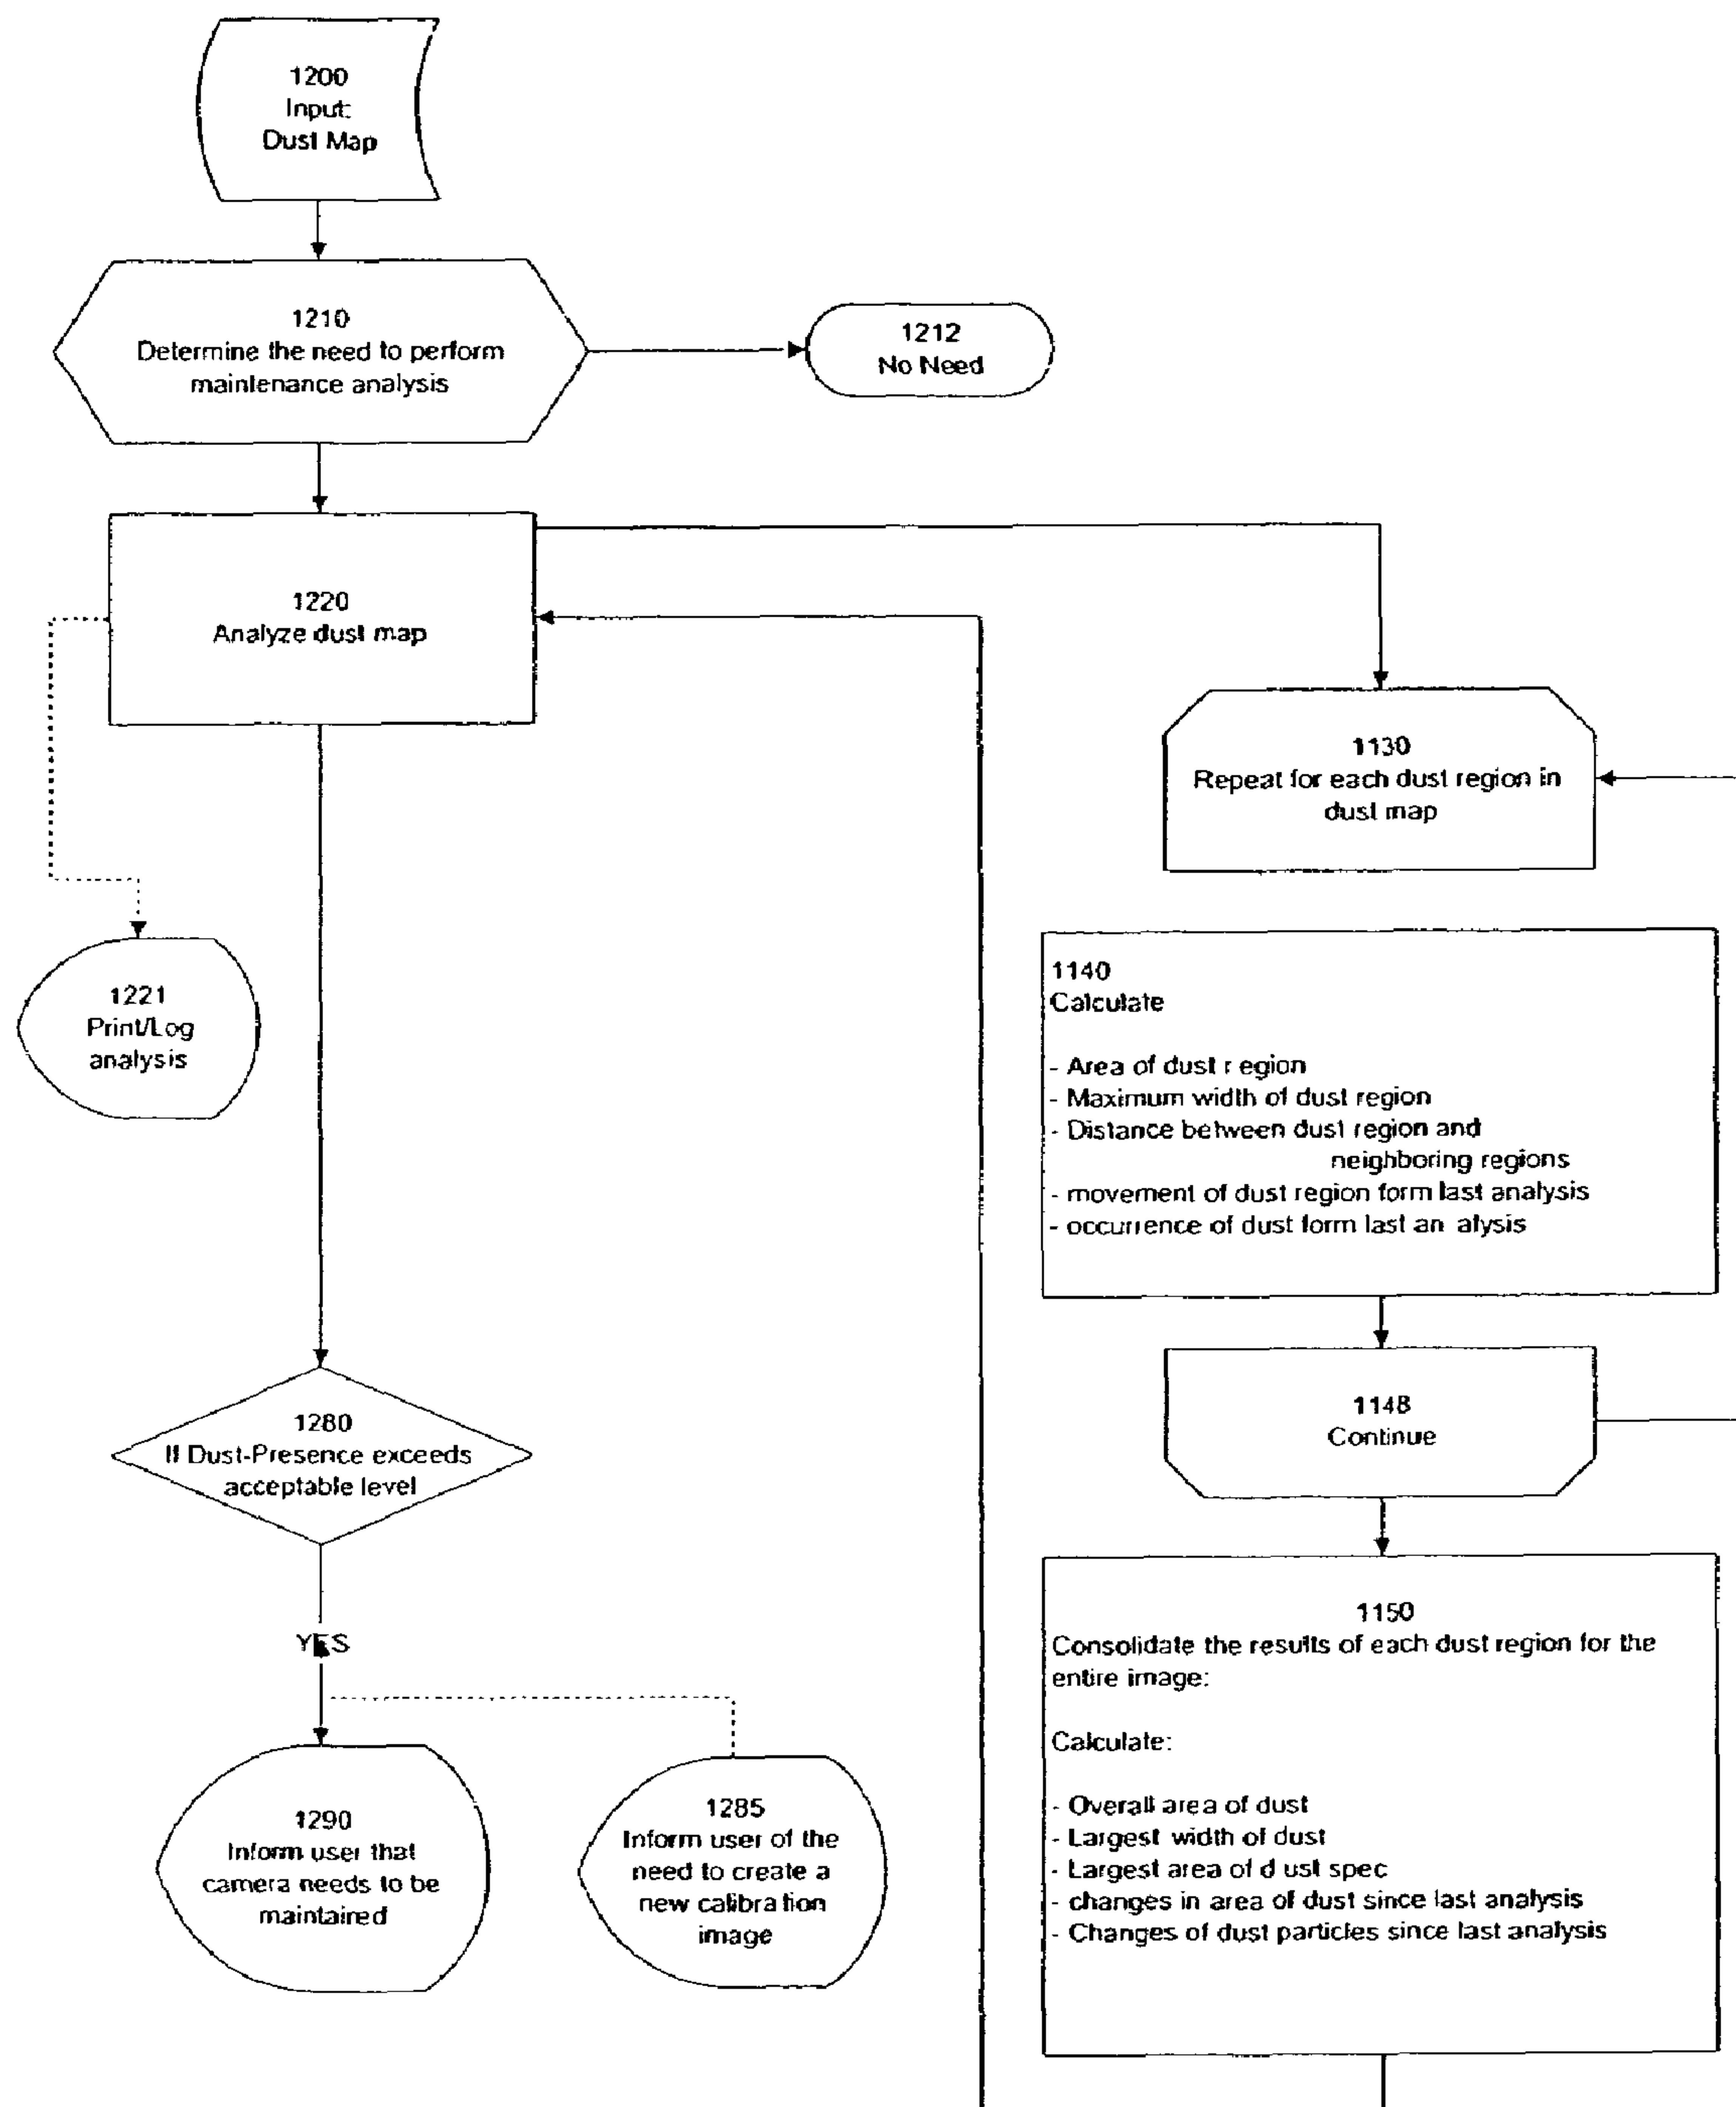 1200
Input:
Dust Map
1210
Determine the need to perform
maintenance analysis
1212
No Need
1220
Analyze dust map
1130
Repeat for each dust region in
dust map
1221
Print/Log
analysis
1140
Calculate
- Area of dust r egion
- Maximum width of dust region
- Distance between dust region and
neighboring regions
- movement of dust region form last analysis
- occurrence of dust form last an alysis
1280
If Dust-Presence exceeds
acceptable level
1148
Continue
YES
1150
Consolidate the results of each dust region for the
entire image:
Calculate:
- Overall area of dust
- Largest width of dust
- Largest area of d ust spec
- changes in area of dust since last analysis
- Changes of dust particles since last analysis
1290
Inform user that
camera needs to be
maintaired
1285
Inform user of the
need to create a
new calibra tion
image